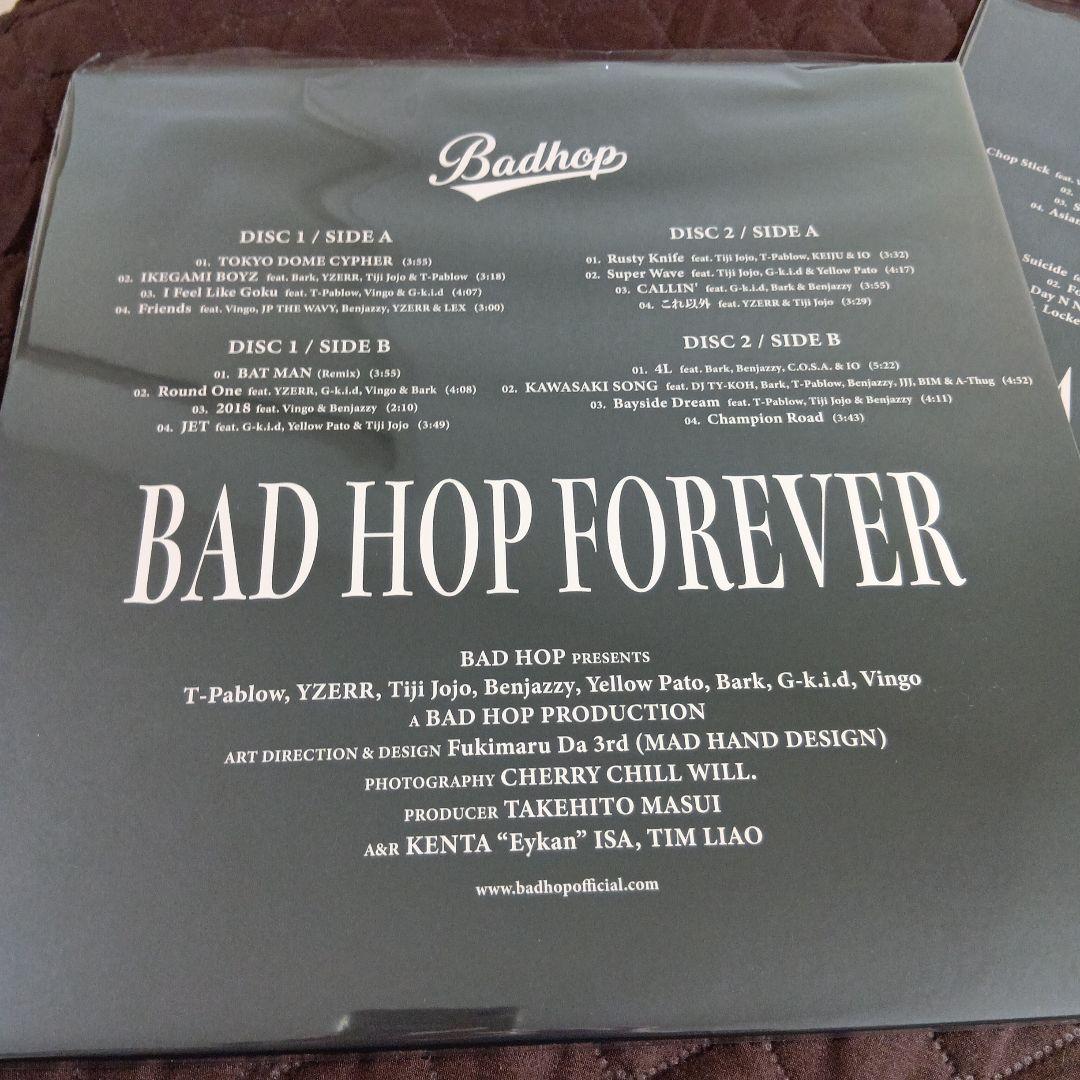 Badhop
DISC 1 / SIDE A
01. TOKYO DOME CYPHER (3:55)
02. IKEGAMI BOYZ feat. Bark, YZERR, Tiji Jojo & T-Pablow (3:18)
03. I Feel Like Goku feat. T-Pablow, Vingo & G-k.i.d (4:07)
04. Friends feat. Vingo, JP THE WAVY, Benjazzy, YZERR & LEX (3:00)
DISC 1 / SIDE B
01. BAT MAN (Remix) (3:55)
02. Round One feat. YZERR, G-k.i.d, Vingo & Bark (4:08)
03. 2018 feat. Vingo & Benjazzy (2:10)
04. JET feat. G-k.i.d, Yellow Pato & Tiji Jojo (3:49)
DISC 2 / SIDE A
01. Rusty Knife feat. Tiji Jojo, T-Pablow, KEIJU & IO (3:32)
02. Super Wave feat. Tiji Jojo, G-k.i.d & Yellow Pato (4:17)
03. CALLIN' feat. G-k.i.d, Bark & Benjazzy (3:55)
04. これ以外 feat. YZERR & Tiji Jojo (3:29)
DISC 2 / SIDE B
01. 4L feat. Bark, Benjazzy, C.O.S.A. & IO (5:22)
02. KAWASAKI SONG feat. DJ TY-KOH, Bark, T-Pablow, Benjazzy, JJJ, BIM & A-Thug (4:52)
03. Bayside Dream feat. T-Pablow, Tiji Jojo & Benjazzy (4:11)
04. Champion Road (3:43)
BAD HOP FOREVER
BAD HOP PRESENTS
T-Pablow, YZERR, Tiji Jojo, Benjazzy, Yellow Pato, Bark, G-k.i.d, Vingo
A BAD HOP PRODUCTION
ART DIRECTION & DESIGN Fukimaru Da 3rd (MAD HAND DESIGN)
PHOTOGRAPHY CHERRY CHILL WILL.
PRODUCER TAKEHITO MASUI
A&R KENTA “Eykan” ISA, TIM LIAO
www.badhopofficial.com
Chop Stick feat.
02.
03. S
04. Asian
Suicide
02.
Day N N
Locke